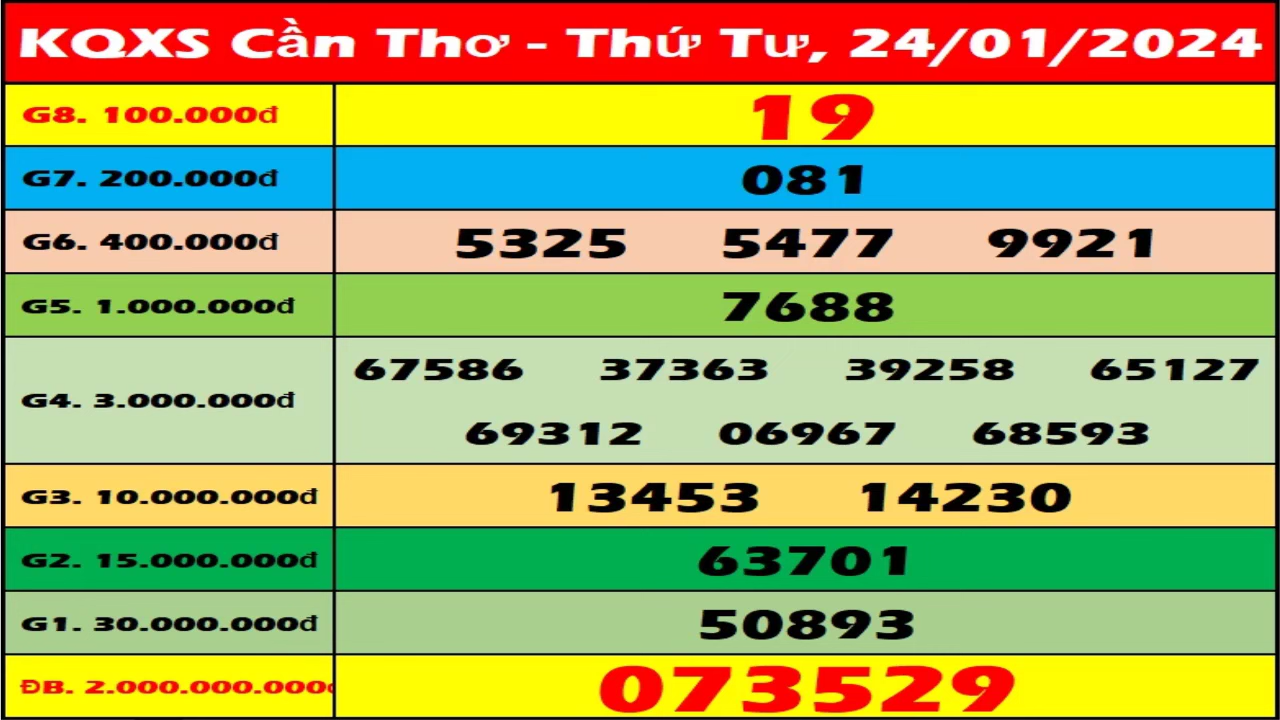 KQXS Cần Thơ - Thứ Tư, 24/01/2024
G8. 100.000đ 19
G7. 200.000đ 081
G6. 400.000đ 5325 5477 9921
G5. 1.000.000đ 7688
G4. 3.000.000đ 67586 37363 39258 65127
69312 06967 68593
G3. 10.000.000đ 13453 14230
G2. 15.000.000đ 63701
G1. 30.000.000đ 50893
ĐB. 2.000.000.000đ 073529